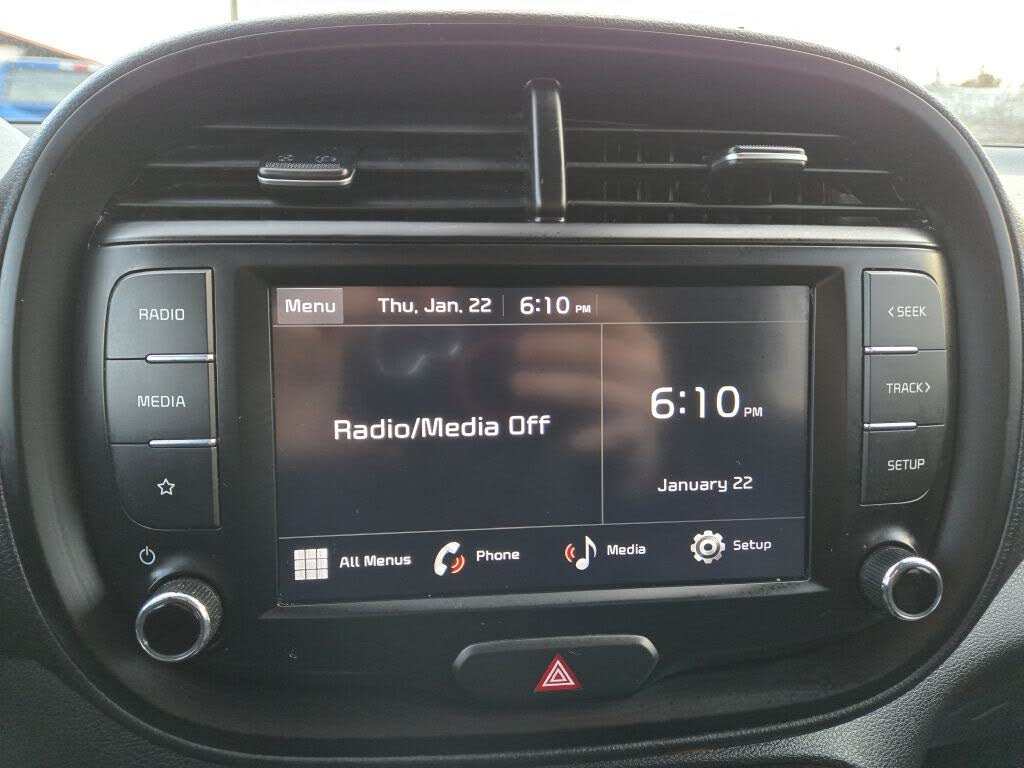 RADIO
MEDIA
Menu
Thu, Jan. 22
6:10 PM
Radio/Media Off
6:10 PM
January 22
All Menus
Phone
Media
Setup
< SEEK
TRACK >
SETUP